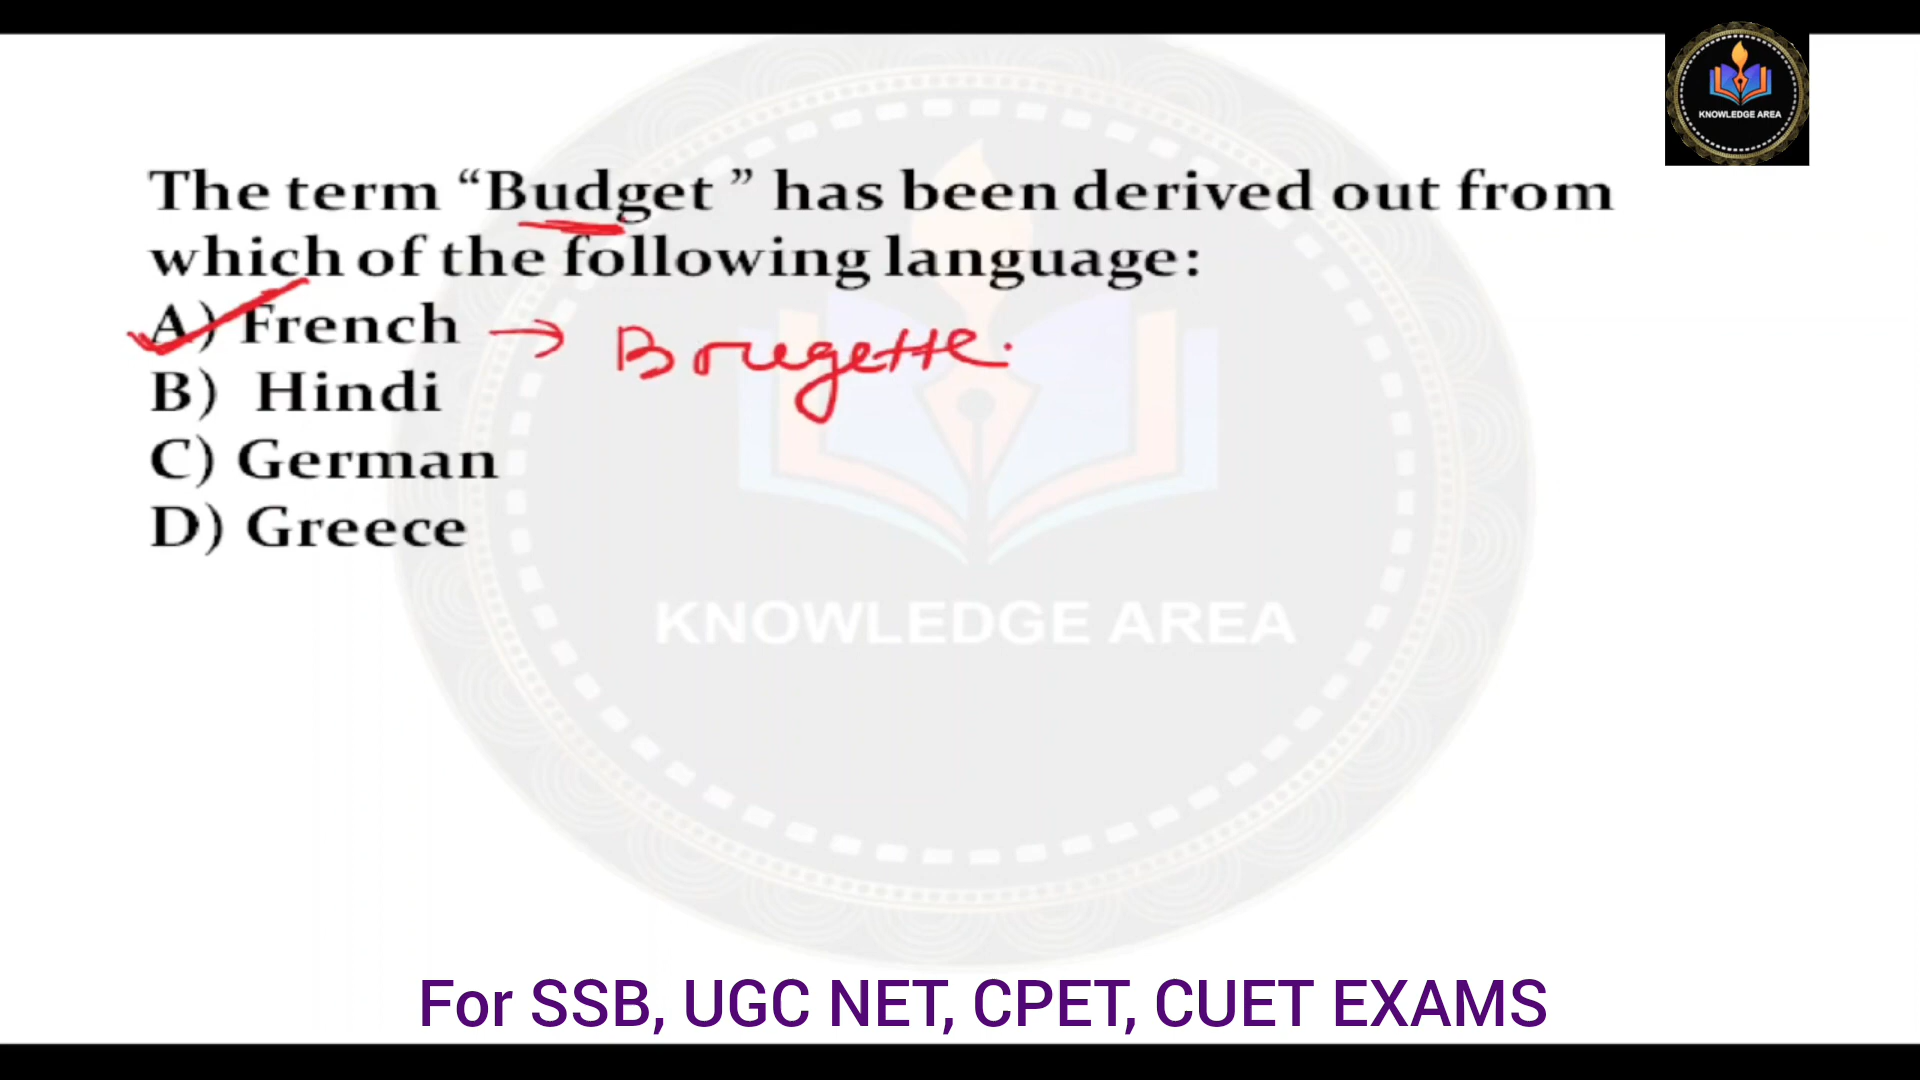 KNOWLEDGE AREA
The term “Budget ” has been derived out from
which of the following language:
A) French → Bougette.
B) Hindi
C) German
D) Greece
KNOWLEDGE AREA
For SSB, UGC NET, CPET, CUET EXAMS